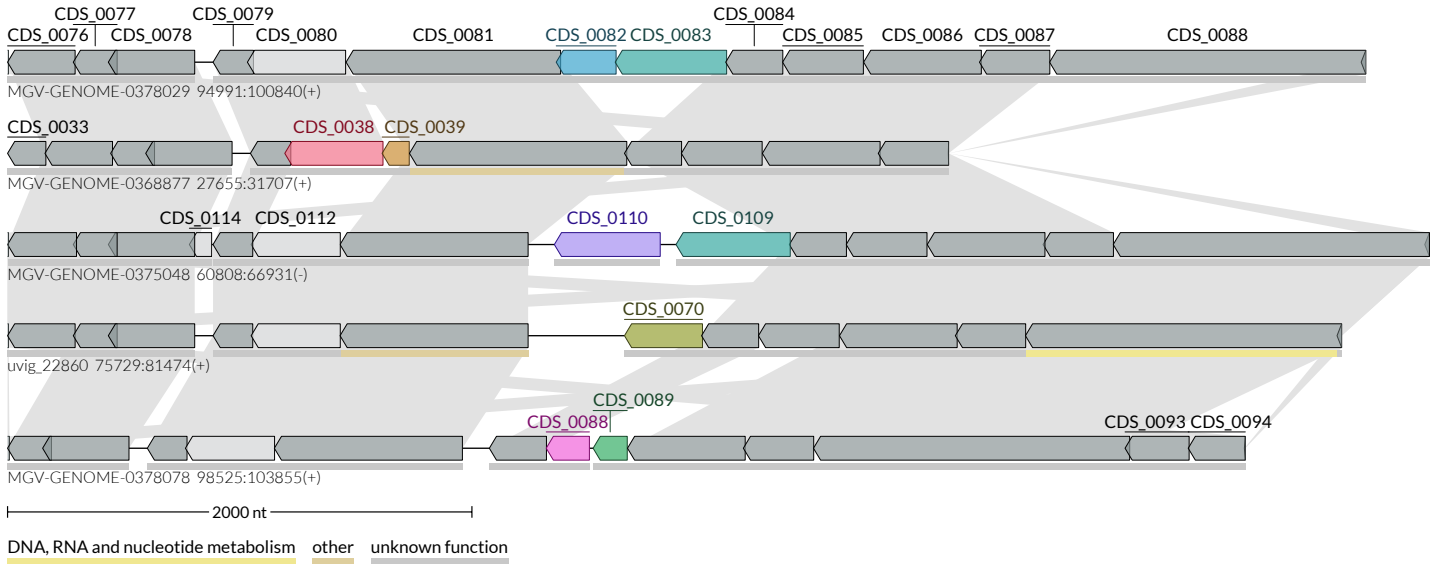 CDS_0077 CDS_0079 CDS_0084
CDS_0076 CDS_0078 CDS_0080 CDS_0081 CDS_0082 CDS_0083 CDS_0085 CDS_0086 CDS_0087 CDS_0088
MGV-GENOME-0378029 94991:100840(+)
CDS_0033 CDS_0038 CDS_0039
MGV-GENOME-0368877 27655:31707(+)
CDS_0114 CDS_0112 CDS_0110 CDS_0109
MGV-GENOME-0375048 60808:66931(-)
CDS_0070
uvig_22860 75729:81474(+)
CDS_0089
CDS_0088 CDS_0093 CDS_0094
MGV-GENOME-0378078 98525:103855(+)
2000 nt
DNA, RNA and nucleotide metabolism other unknown function